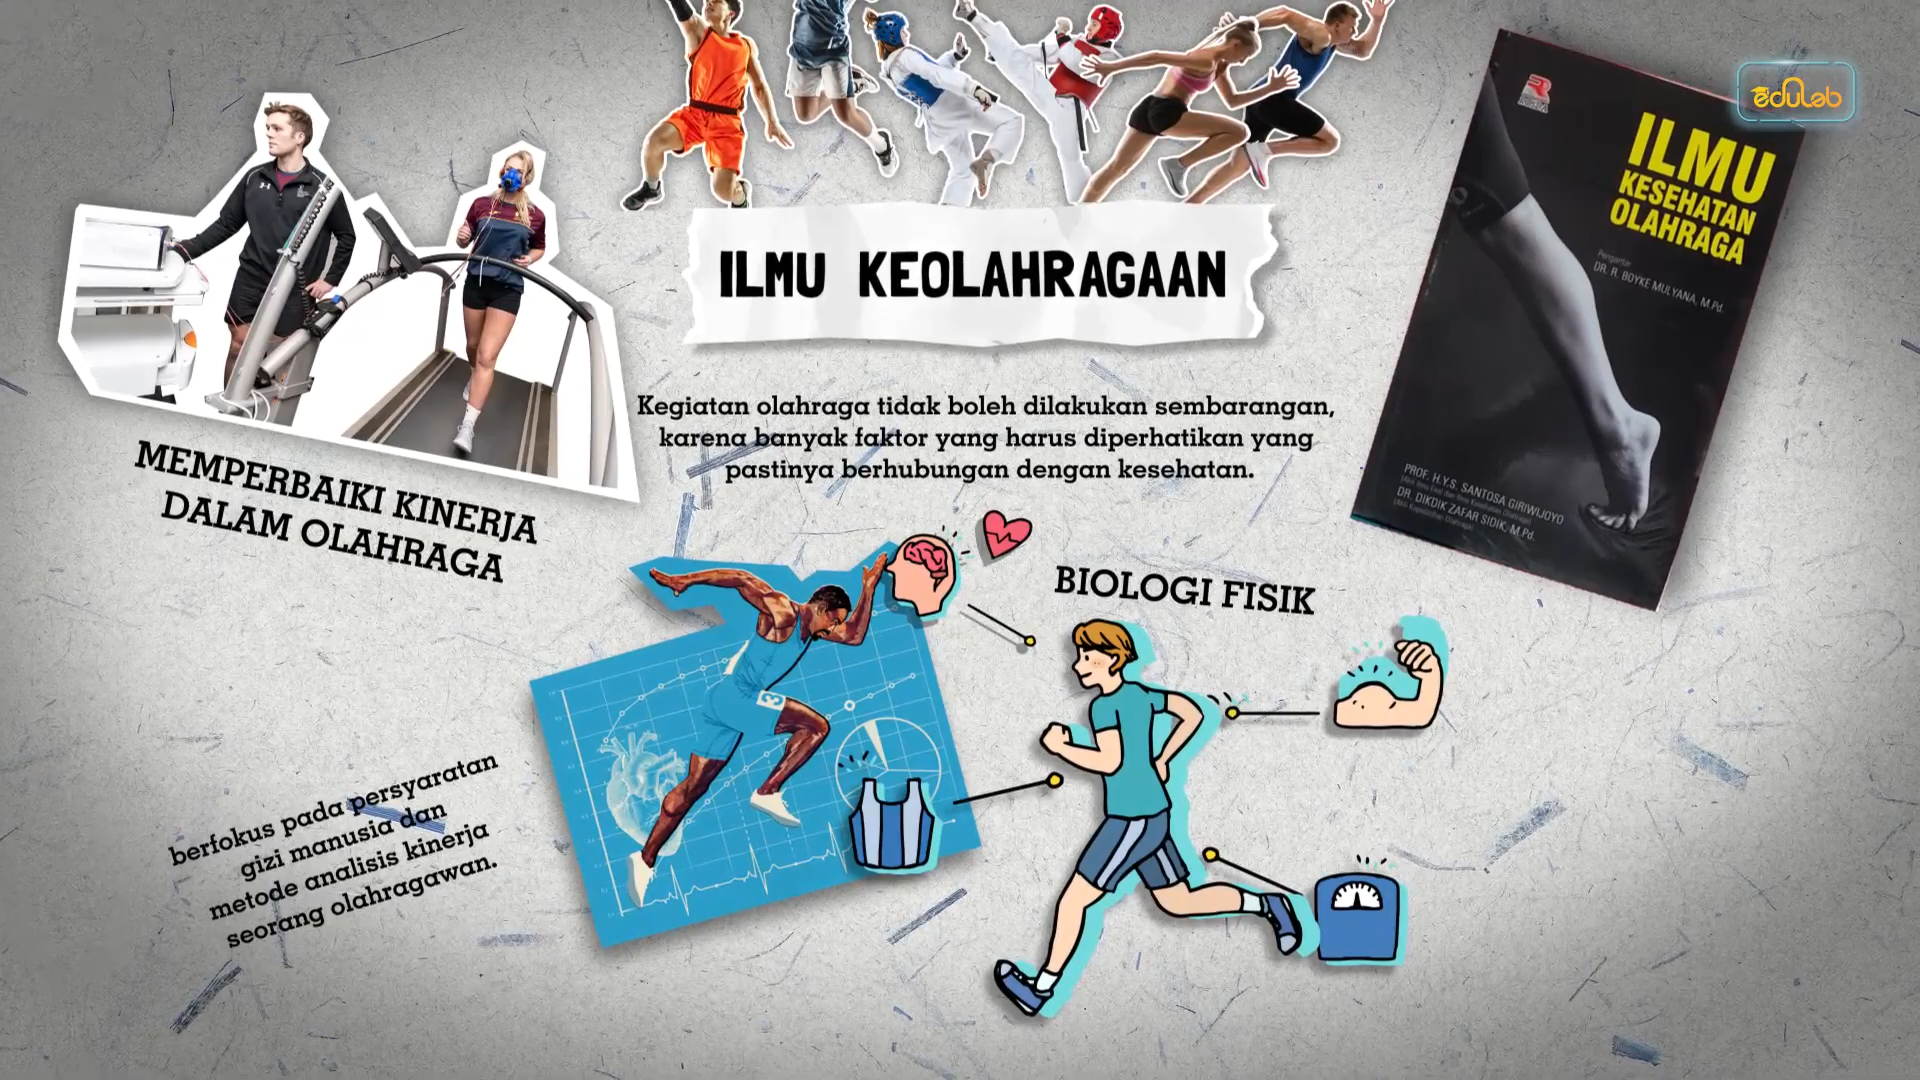 edulab
ILMU KEOLAHRAGAAN
Kegiatan olahraga tidak boleh dilakukan sembarangan,
karena banyak faktor yang harus diperhatikan yang
pastinya berhubungan dengan kesehatan.
MEMPERBAIKI KINERJA
DALAM OLAHRAGA
BIOLOGI FISIK
berfokus pada persyaratan
gizi manusia dan
metode analisis kinerja
seorang olahragawan.
3
ILMU
KESEHATAN
OLAHRAGA
Pengantar
DR. R. BOYKE MULYANA, M.Pd.
PROF. H.Y.S. SANTOSA GIRIWIJOYO
DR. DIKDIK ZAFAR SIDIK, M.Pd.